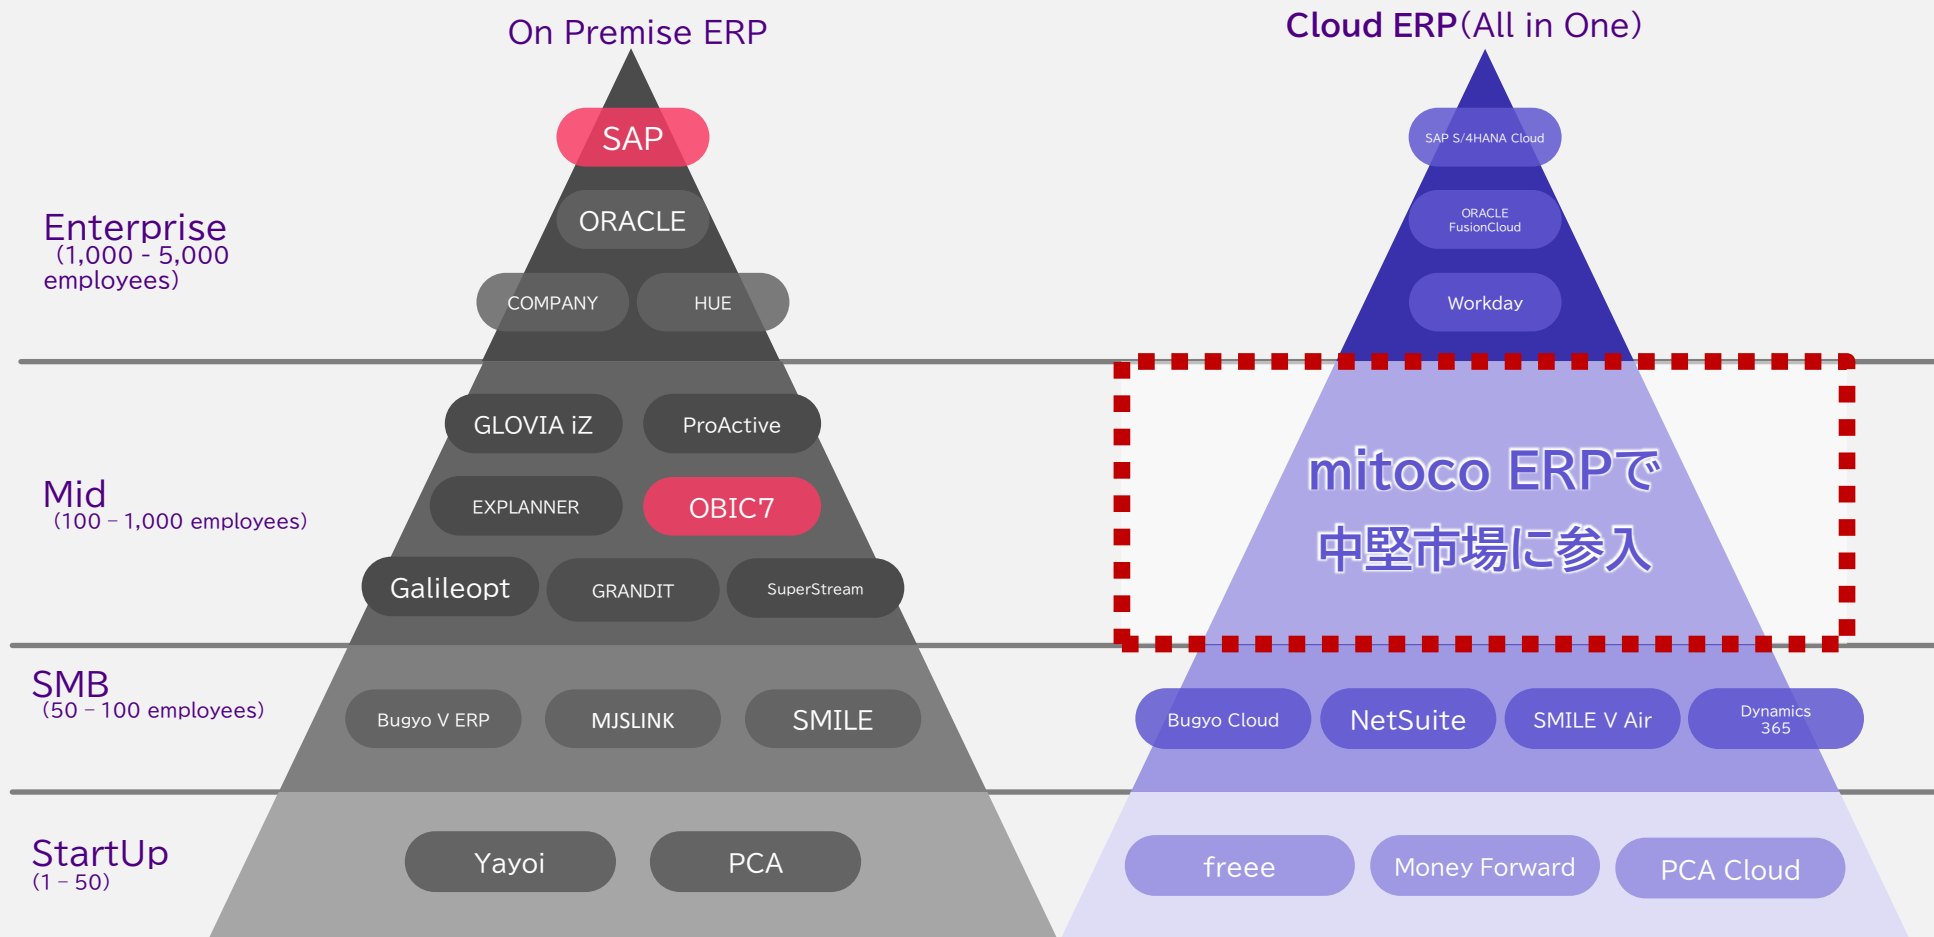 On Premise ERP
Cloud ERP(All in One)
SAP
SAP S/4HANA Cloud
ORACLE
ORACLE
FusionCloud
Enterprise
(1,000 - 5,000
employees)
COMPANY
HUE
Workday
GLOVIA iZ
ProActive
mitoco ERPで
中堅市場に参入
Mid
(100 – 1,000 employees)
EXPLANNER
OBIC7
Galileopt
GRANDIT
SuperStream
SMB
(50 – 100 employees)
Bugyo V ERP
MJSLINK
SMILE
Bugyo Cloud
NetSuite
SMILE V Air
Dynamics
365
StartUp
(1 – 50)
Yayoi
PCA
freee
Money Forward
PCA Cloud